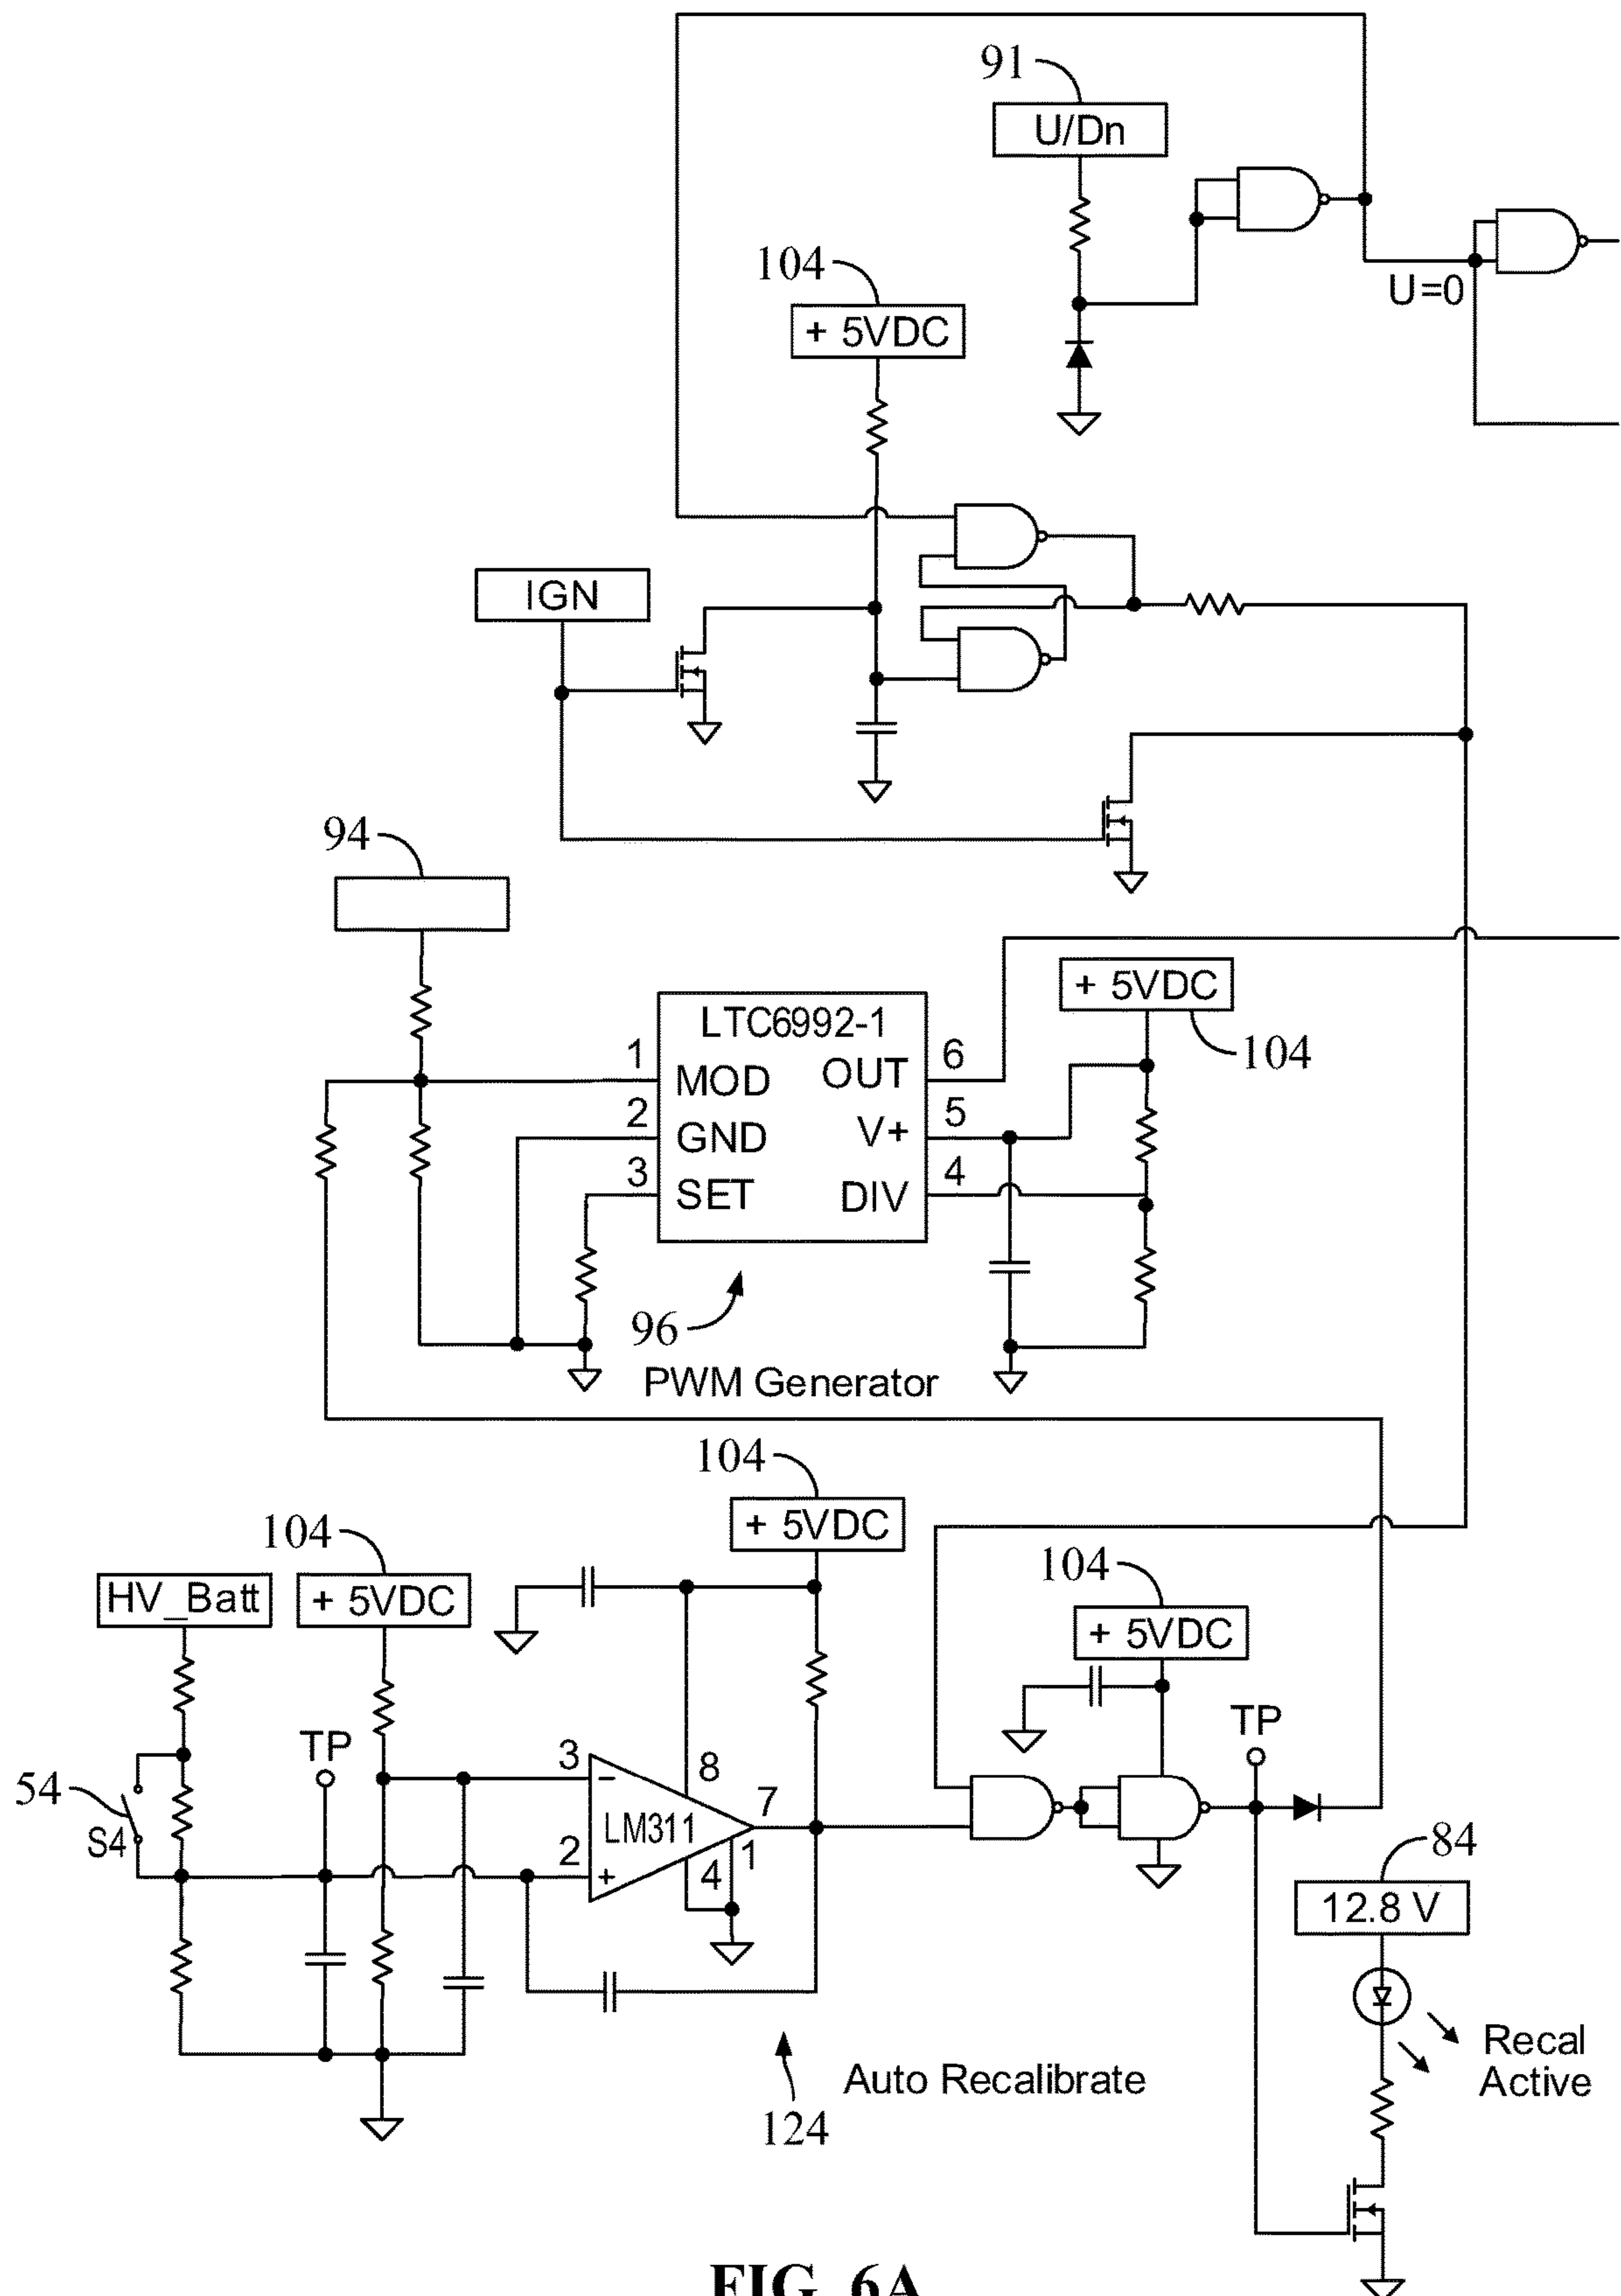 91
U/Dn
104
+ 5VDC
U=0
IGN
94
LTC6992-1
1 MOD OUT 6
2 GND V+ 5
3 SET DIV 4
+ 5VDC
104
96
PWM Generator
104
+ 5VDC
104
HV_Batt
+ 5VDC
104
+ 5VDC
TP
TP
54
S4
3
−
8
LM311
7
2
+
4
1
84
12.8 V
Recal
Active
Auto Recalibrate
124
FIG. 6A